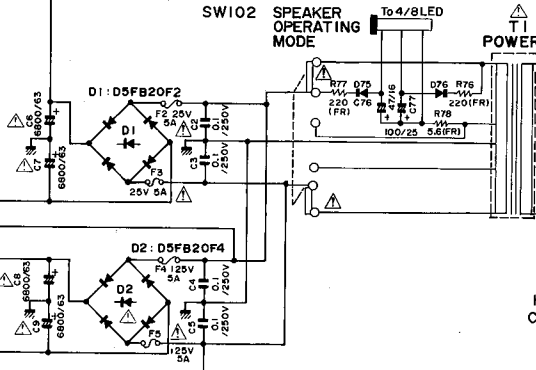 SW102 SPEAKER
OPERATING
MODE
To 4/8LED
T1
POWER
D1:D5FB20F2
F2 25V
5A
C6
6800/63
C7
6800/63
D1
C2
0.1
/250V
C3
0.1
/250V
F3
25V 5A
R77
220
(FR)
D75
C76
47/16
C77
100/25
D76
R76
220(FR)
R78
5.6(FR)
D2:D5FB20F4
F4 125V
5A
C8
6800/63
C9
6800/63
D2
C4
0.1
/250V
C5
0.1
/250V
F5
125V
5A
C